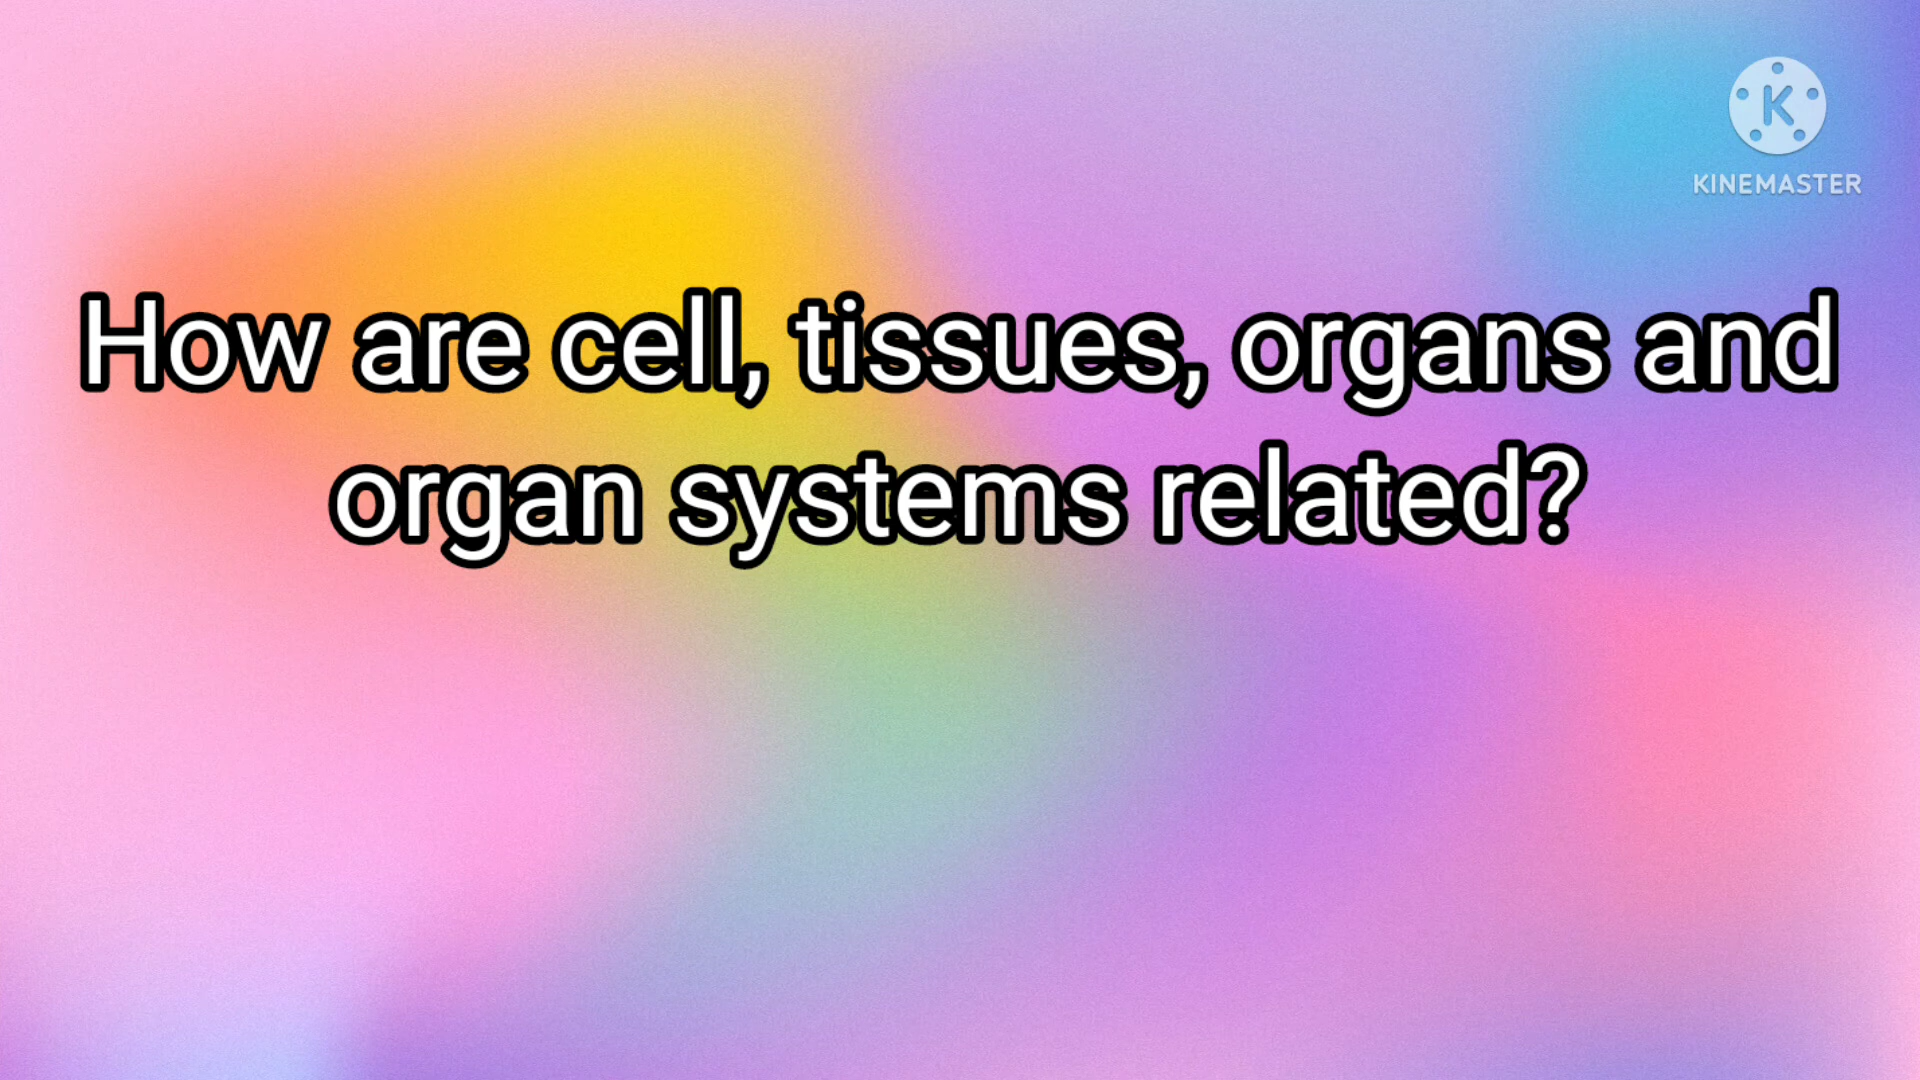 K
KINEMASTER
How are cell, tissues, organs and
organ systems related?